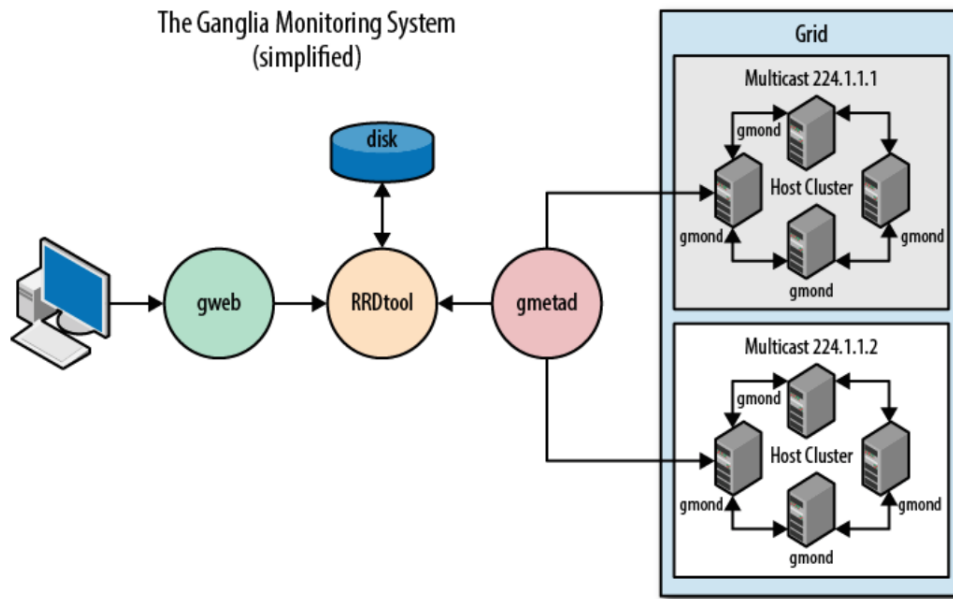 The Ganglia Monitoring System
(simplified)
disk
gweb
RRDtool
gmetad
Grid
Multicast 224.1.1.1
gmond
Host Cluster
gmond
gmond
gmond
Multicast 224.1.1.2
gmond
Host Cluster
gmond
gmond
gmond